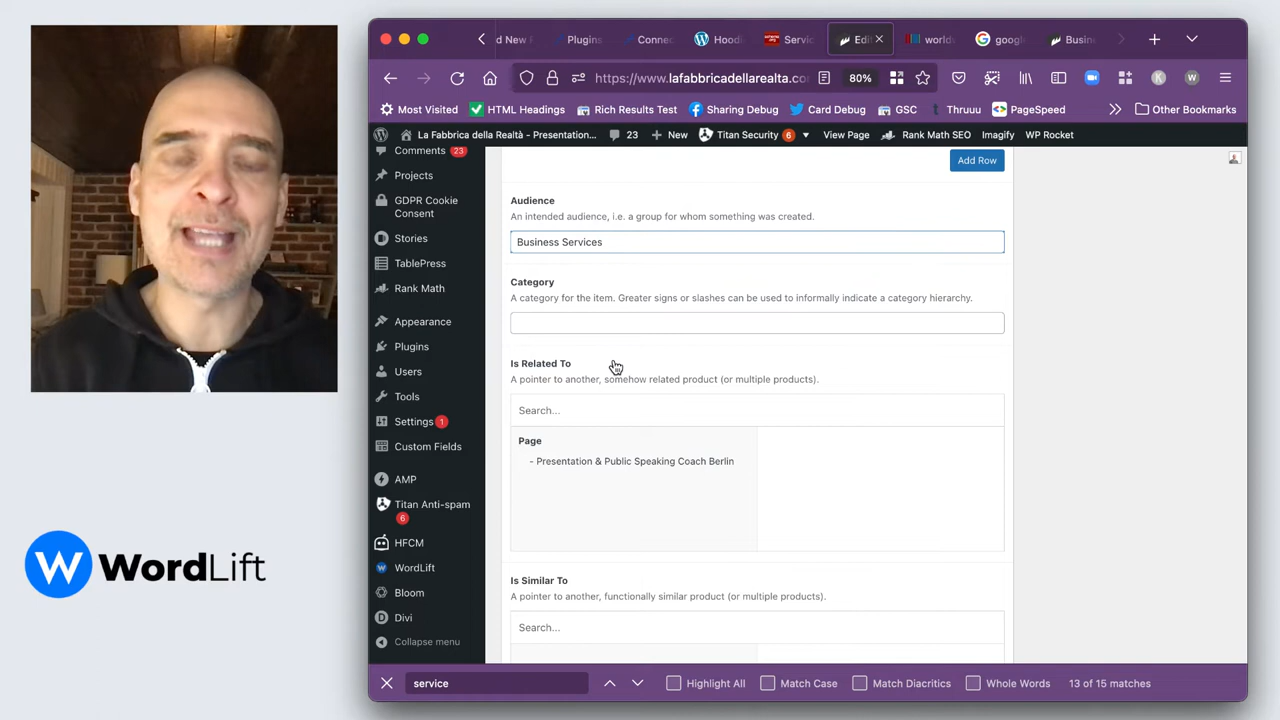 d New P
Plugins
Connec
Hoodi
Servic
Edi
world
googl
Busin
https://www.lafabbricadellarealta.co
80%
Most Visited
HTML Headings
Rich Results Test
Sharing Debug
Card Debug
GSC
Thruuu
PageSpeed
Other Bookmarks
La Fabbrica della Realtà - Presentation...
23
New
Titan Security 6
View Page
Rank Math SEO
Imagify
WP Rocket
Comments 23
Projects
GDPR Cookie
Consent
Stories
TablePress
Rank Math
Appearance
Plugins
Users
Tools
Settings 1
Custom Fields
AMP
Titan Anti-spam
6
HFCM
WordLift
Bloom
Divi
Collapse menu
Add Row
Audience
An intended audience, i.e. a group for whom something was created.
Business Services
Category
A category for the item. Greater signs or slashes can be used to informally indicate a category hierarchy.
Is Related To
A pointer to another, somehow related product (or multiple products).
Search...
Page
- Presentation & Public Speaking Coach Berlin
Is Similar To
A pointer to another, functionally similar product (or multiple products).
Search...
service
Highlight All
Match Case
Match Diacritics
Whole Words
13 of 15 matches
W WordLift